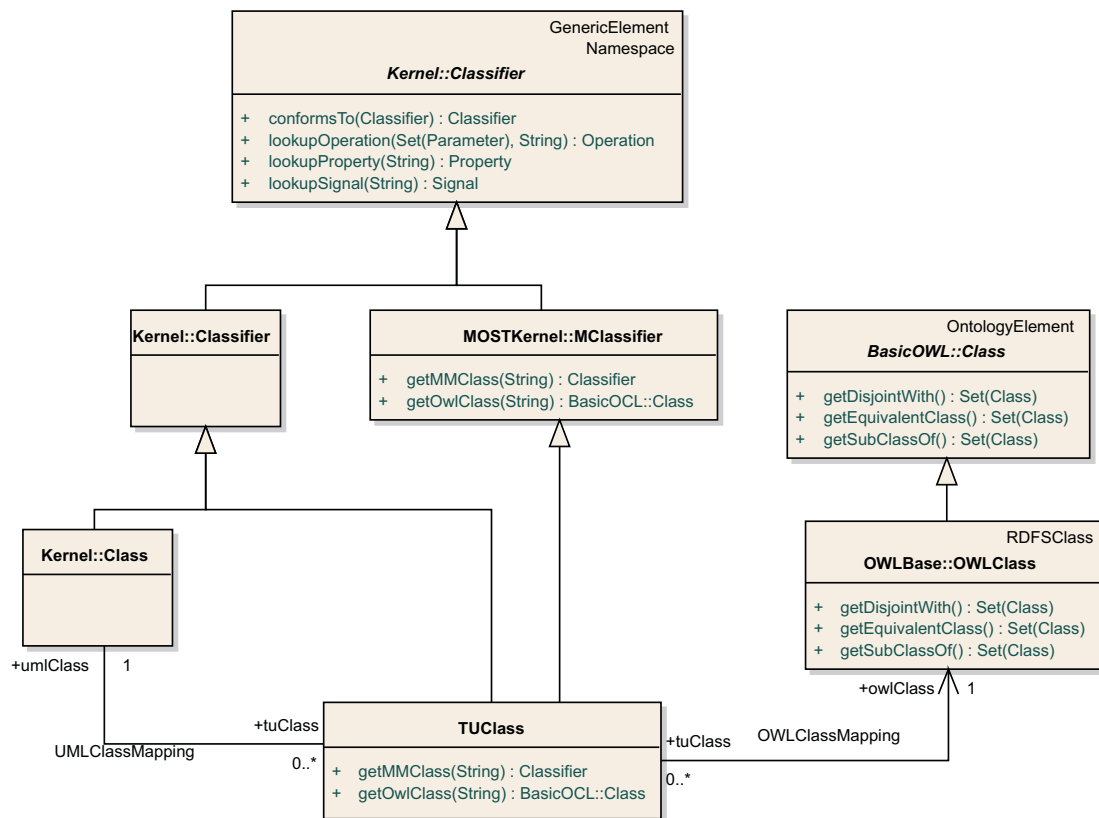 GenericElement
Namespace
Kernel::Classifier
+ conformsTo(Classifier) : Classifier
+ lookupOperation(Set(Parameter), String) : Operation
+ lookupProperty(String) : Property
+ lookupSignal(String) : Signal
Kernel::Classifier
MOSTKernel::MClassifier
+ getMMClass(String) : Classifier
+ getOwlClass(String) : BasicOCL::Class
OntologyElement
BasicOWL::Class
+ getDisjointWith() : Set(Class)
+ getEquivalentClass() : Set(Class)
+ getSubClassOf() : Set(Class)
Kernel::Class
RDFSClass
OWLBase::OWLClass
+ getDisjointWith() : Set(Class)
+ getEquivalentClass() : Set(Class)
+ getSubClassOf() : Set(Class)
+umlClass 1
+owlClass 1
+tuClass
UMLClassMapping
0..*
TUClass
+ getMMClass(String) : Classifier
+ getOwlClass(String) : BasicOCL::Class
+tuClass
OWLClassMapping
0..*